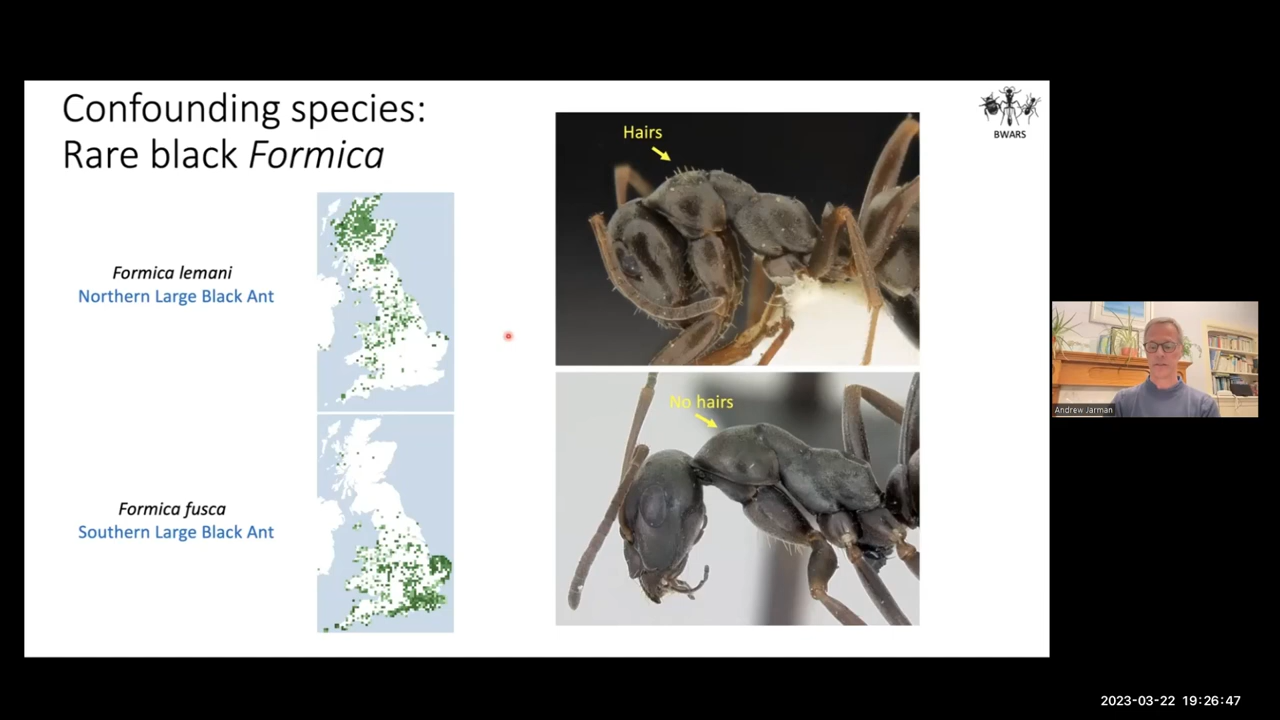 Confounding species:
Rare black Formica
BWARS
Hairs
Formica lemani
Northern Large Black Ant
No hairs
Formica fusca
Southern Large Black Ant
Andrew Jarman
2023-03-22 19:26:47